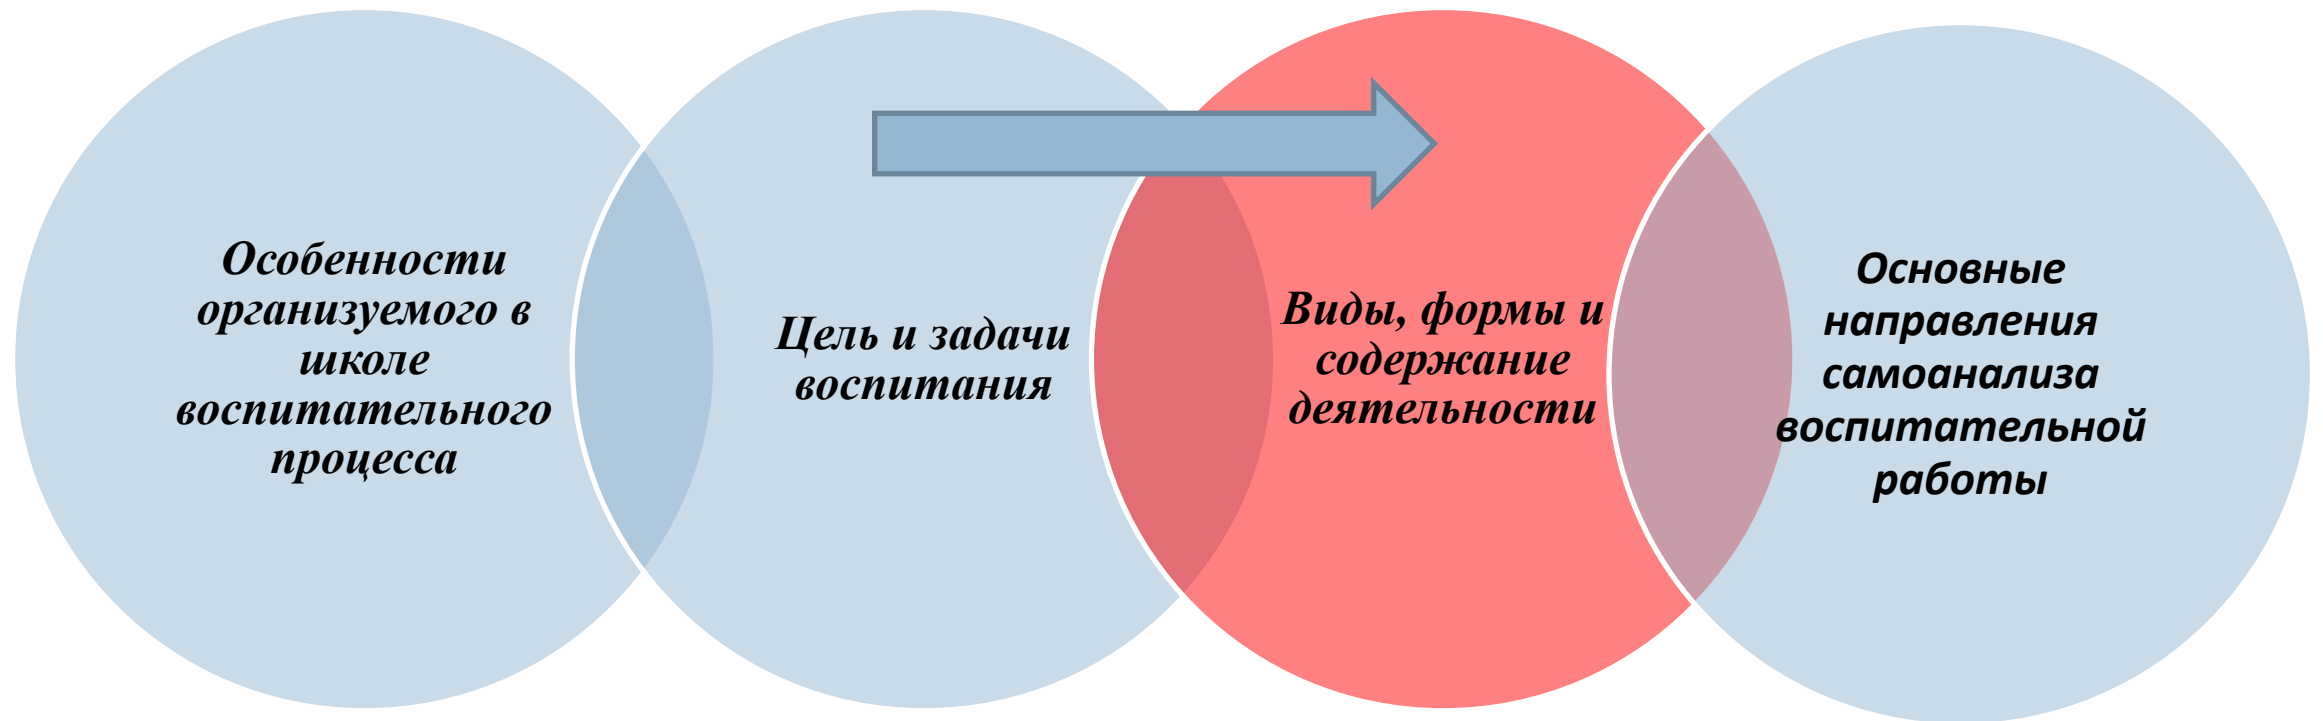 Особенности
организуемого в
школе
воспитательного
процесса
Цель и задачи
воспитания
Виды, формы и
содержание
деятельности
Основные
направления
самоанализа
воспитательной
работы